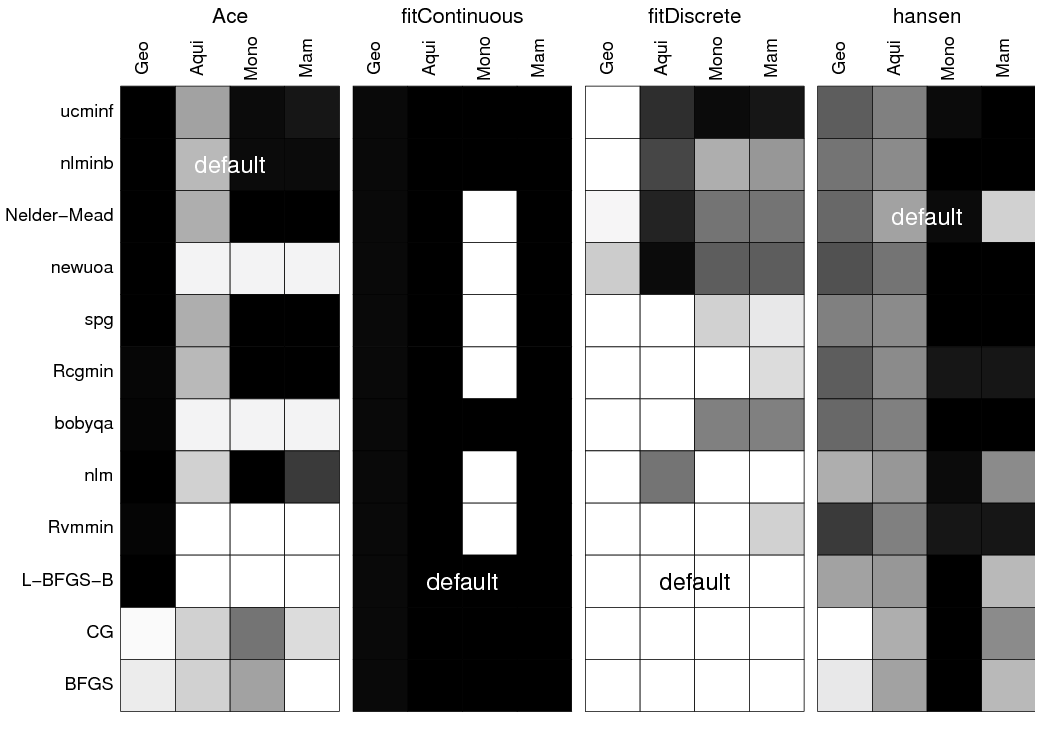 Ace fitContinuous fitDiscrete hansen
Geo Aqui Mono Mam Geo Aqui Mono Mam Geo Aqui Mono Mam Geo Aqui Mono Mam
ucminf
nlminb default
Nelder−Mead default
newuoa
spg
Rcgmin
bobyqa
nlm
Rvmmin
L−BFGS−B default default
CG
BFGS